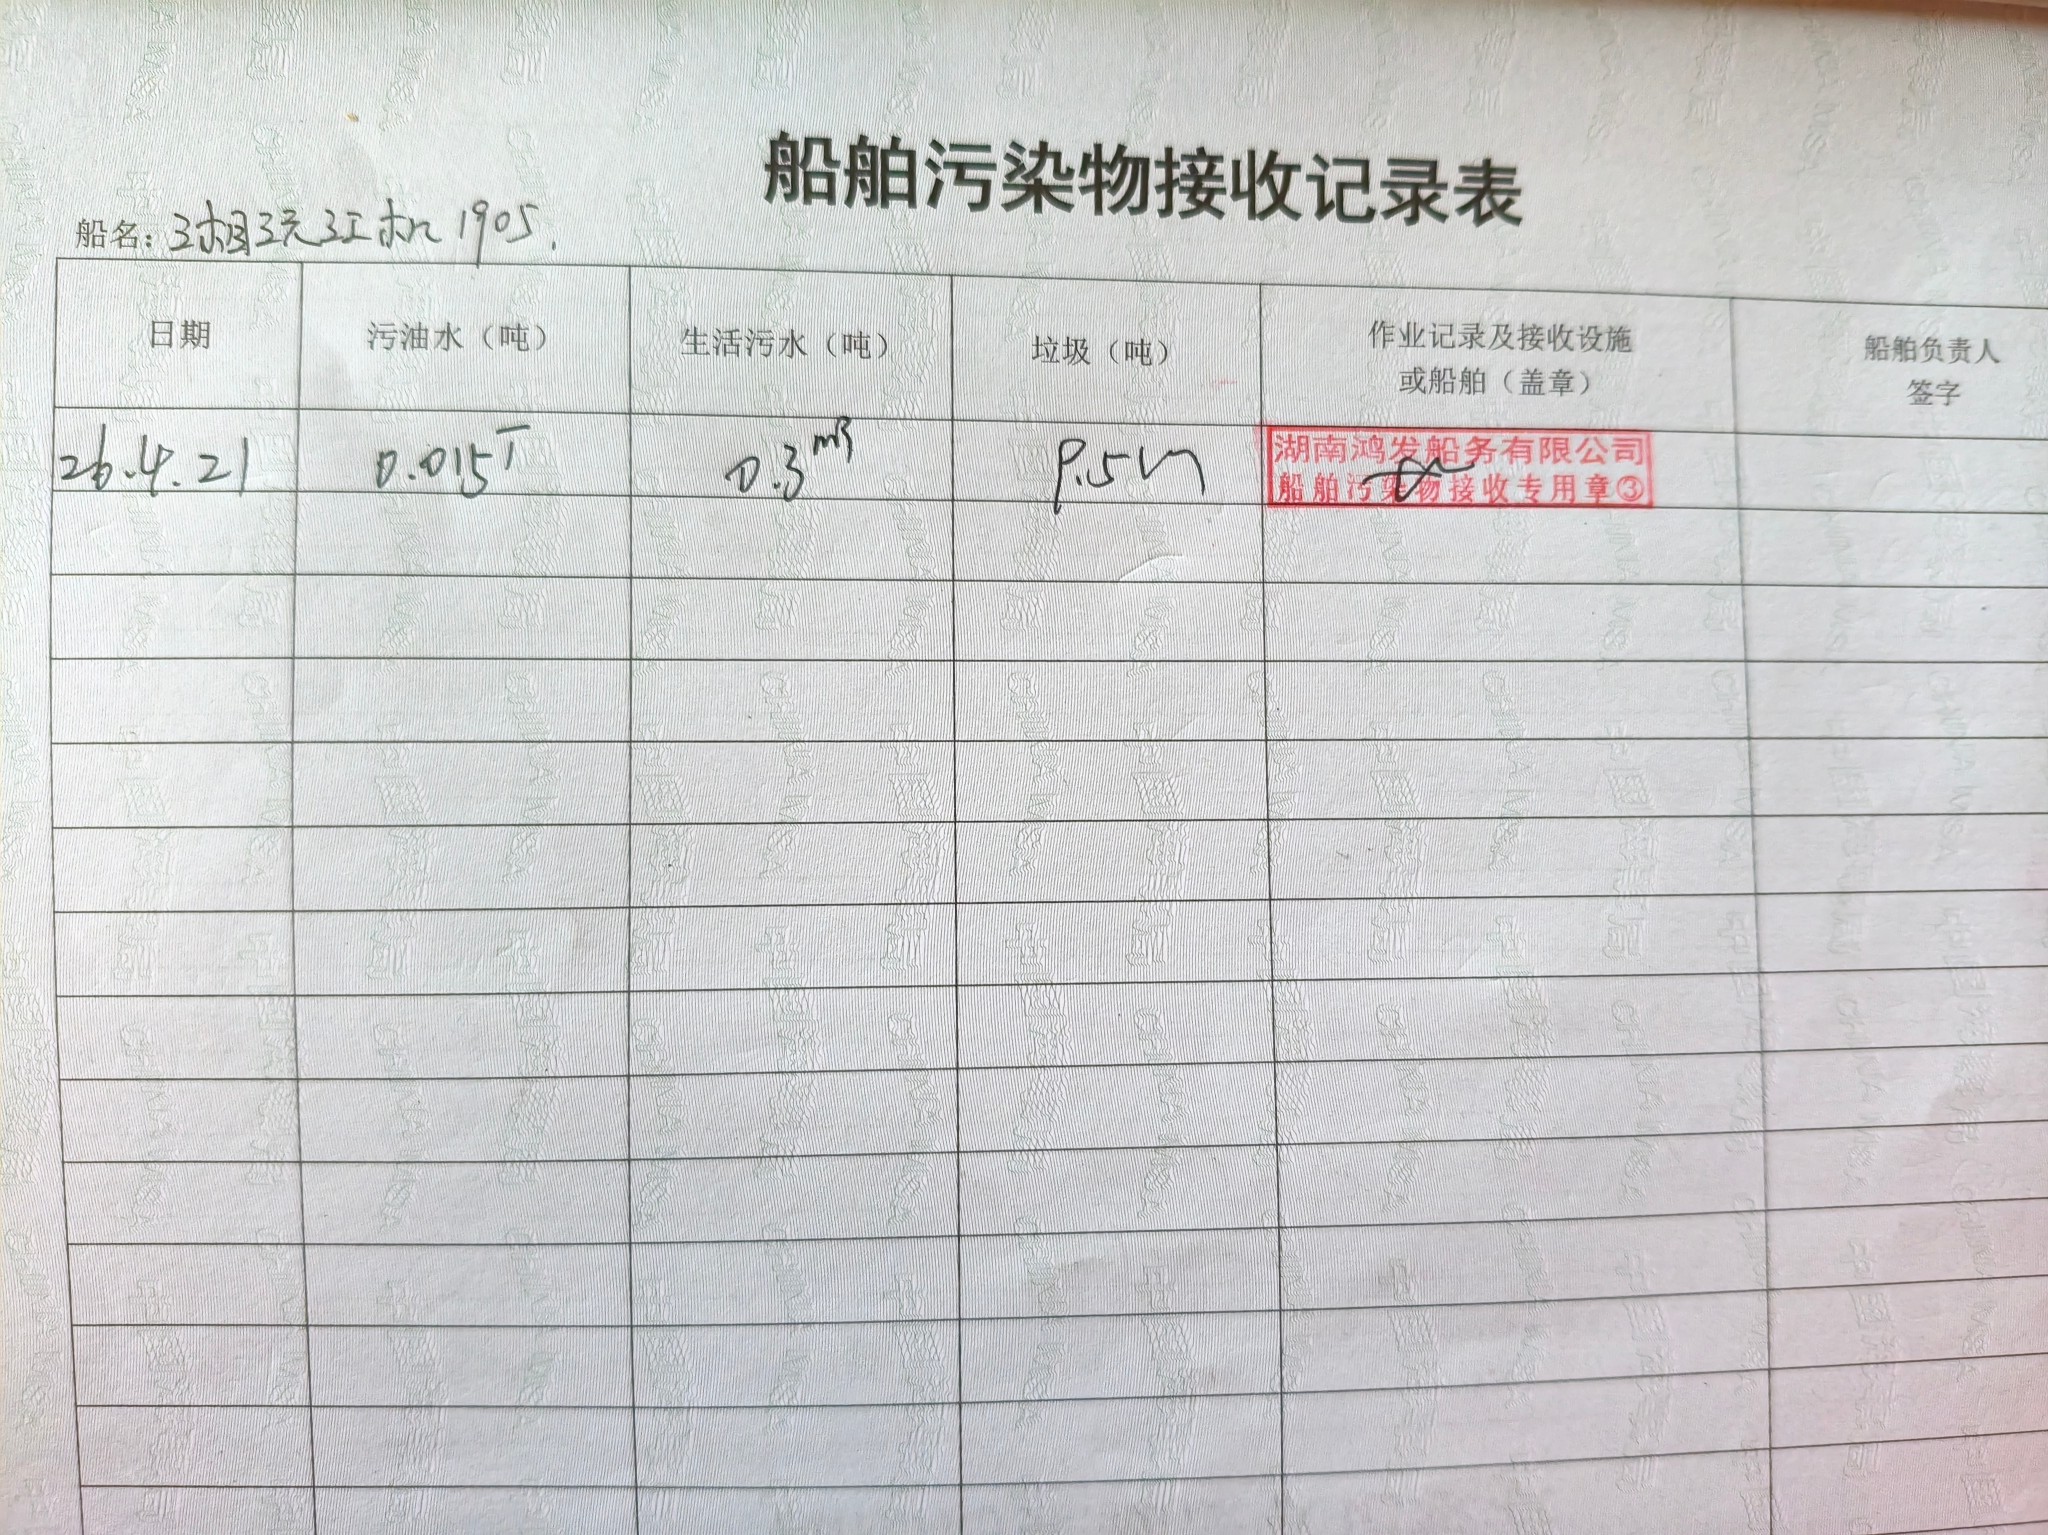 船舶污染物接收记录表
船名：湘沅江机1905.
日期 污油水（吨） 生活污水（吨） 垃圾（吨） 作业记录及接收设施 船舶负责人
或船舶（盖章） 签字
26.4.21 0.015T 0.3m³
湖南鸿发船务有限公司
船舶污染物接收专用章③